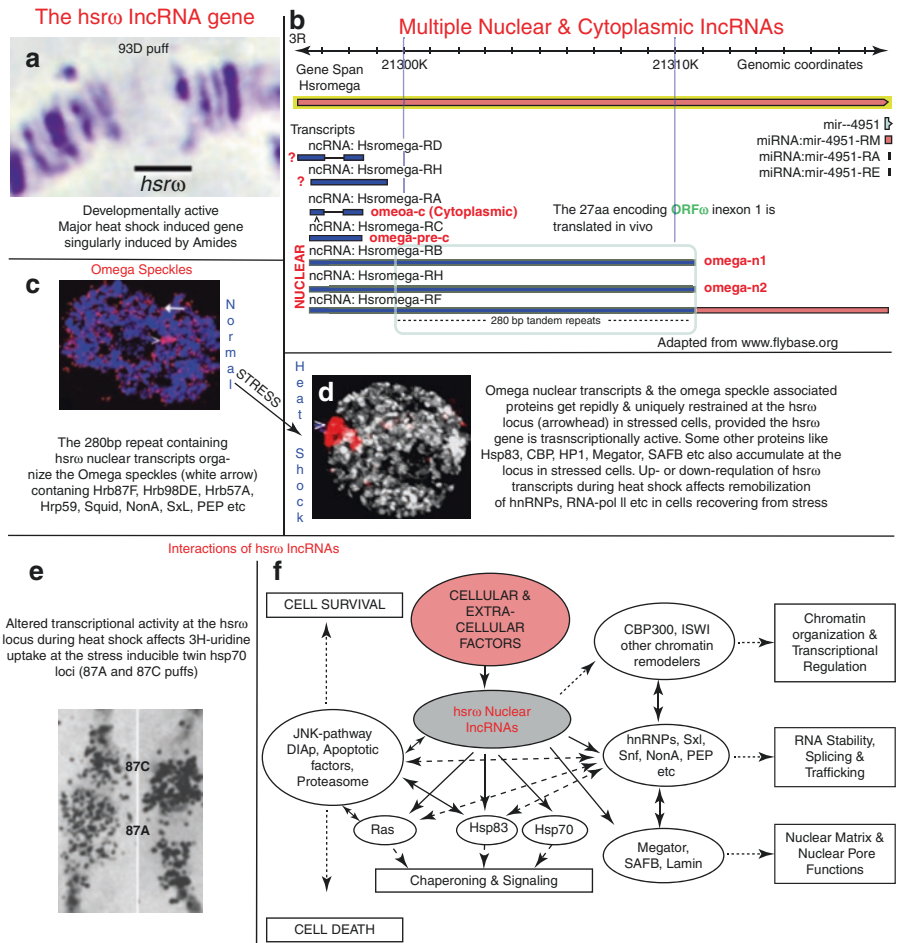 The hsrω lncRNA gene
a
93D puff
hsrω
Developmentally active
Major heat shock induced gene
singularly induced by Amides
b
Multiple Nuclear & Cytoplasmic lncRNAs
3R
21300K
21310K
Genomic coordinates
Gene Span
Hsromega
Transcripts
ncRNA: Hsromega-RD
?
ncRNA: Hsromega-RH
?
ncRNA: Hsromega-RA
omeoa-c (Cytoplasmic)
ncRNA: Hsromega-RC
omega-pre-c
NUCLEAR
ncRNA: Hsromega-RB
omega-n1
ncRNA: Hsromega-RH
omega-n2
ncRNA: Hsromega-RF
280 bp tandem repeats
mir--4951
miRNA:mir-4951-RM
miRNA:mir-4951-RA
miRNA:mir-4951-RE
The 27aa encoding ORFω inexon 1 is
translated in vivo
Adapted from www.flybase.org
c
Omega Speckles
Normal
STRESS
The 280bp repeat containing
hsrω nuclear transcripts orga-
nize the Omega speckles (white arrow)
contaning Hrb87F, Hrb98DE, Hrb57A,
Hrp59, Squid, NonA, SxL, PEP etc
Heat Shock
d
Omega nuclear transcripts & the omega speckle associated
proteins get repidly & uniquely restrained at the hsrω
locus (arrowhead) in stressed cells, provided the hsrω
gene is trasnscriptionally active. Some other proteins like
Hsp83, CBP, HP1, Megator, SAFB etc also accumulate at the
locus in stressed cells. Up- or down-regulation of hsrω
transcripts during heat shock affects remobilization
of hnRNPs, RNA-pol ll etc in cells recovering from stress
Interactions of hsrω lncRNAs
e
Altered transcriptional activity at the hsrω
locus during heat shock affects 3H-uridine
uptake at the stress inducible twin hsp70
loci (87A and 87C puffs)
87C
87A
f
CELL SURVIVAL
CELLULAR &
EXTRA-
CELLULAR
FACTORS
CBP300, ISWI
other chromatin
remodelers
Chromatin
organization &
Transcriptional
Regulation
hsrω Nuclear
lncRNAs
JNK-pathway
DIAp, Apoptotic
factors,
Proteasome
hnRNPs, Sxl,
Snf, NonA, PEP
etc
RNA Stability,
Splicing &
Trafficking
Ras
Hsp83
Hsp70
Megator,
SAFB, Lamin
Nuclear Matrix &
Nuclear Pore
Functions
Chaperoning & Signaling
CELL DEATH